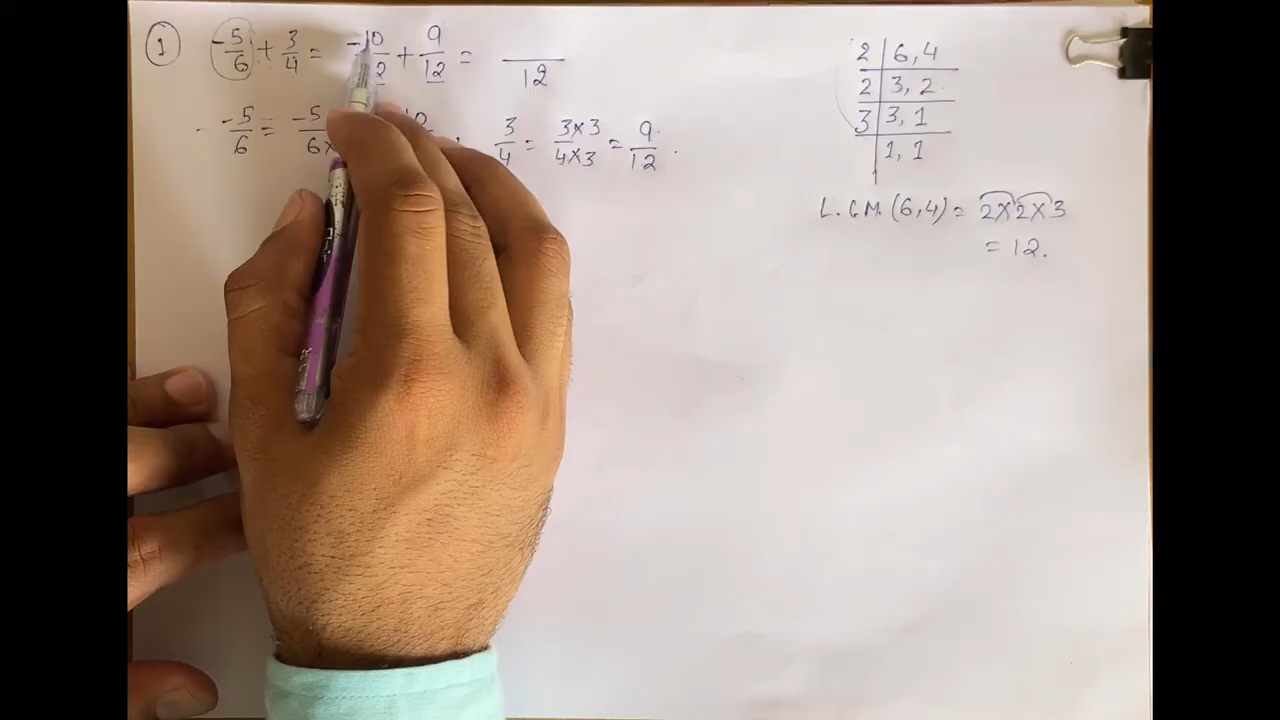 ① -5/6 + 3/4 = -10/12 + 9/12 = /12
-5/6 = -5/6× 10 3/4 = 3×3/4×3 = 9/12 .
2 | 6, 4
2 | 3, 2
3 | 3, 1
1, 1
L.C.M. (6,4) = 2×2×3
= 12.